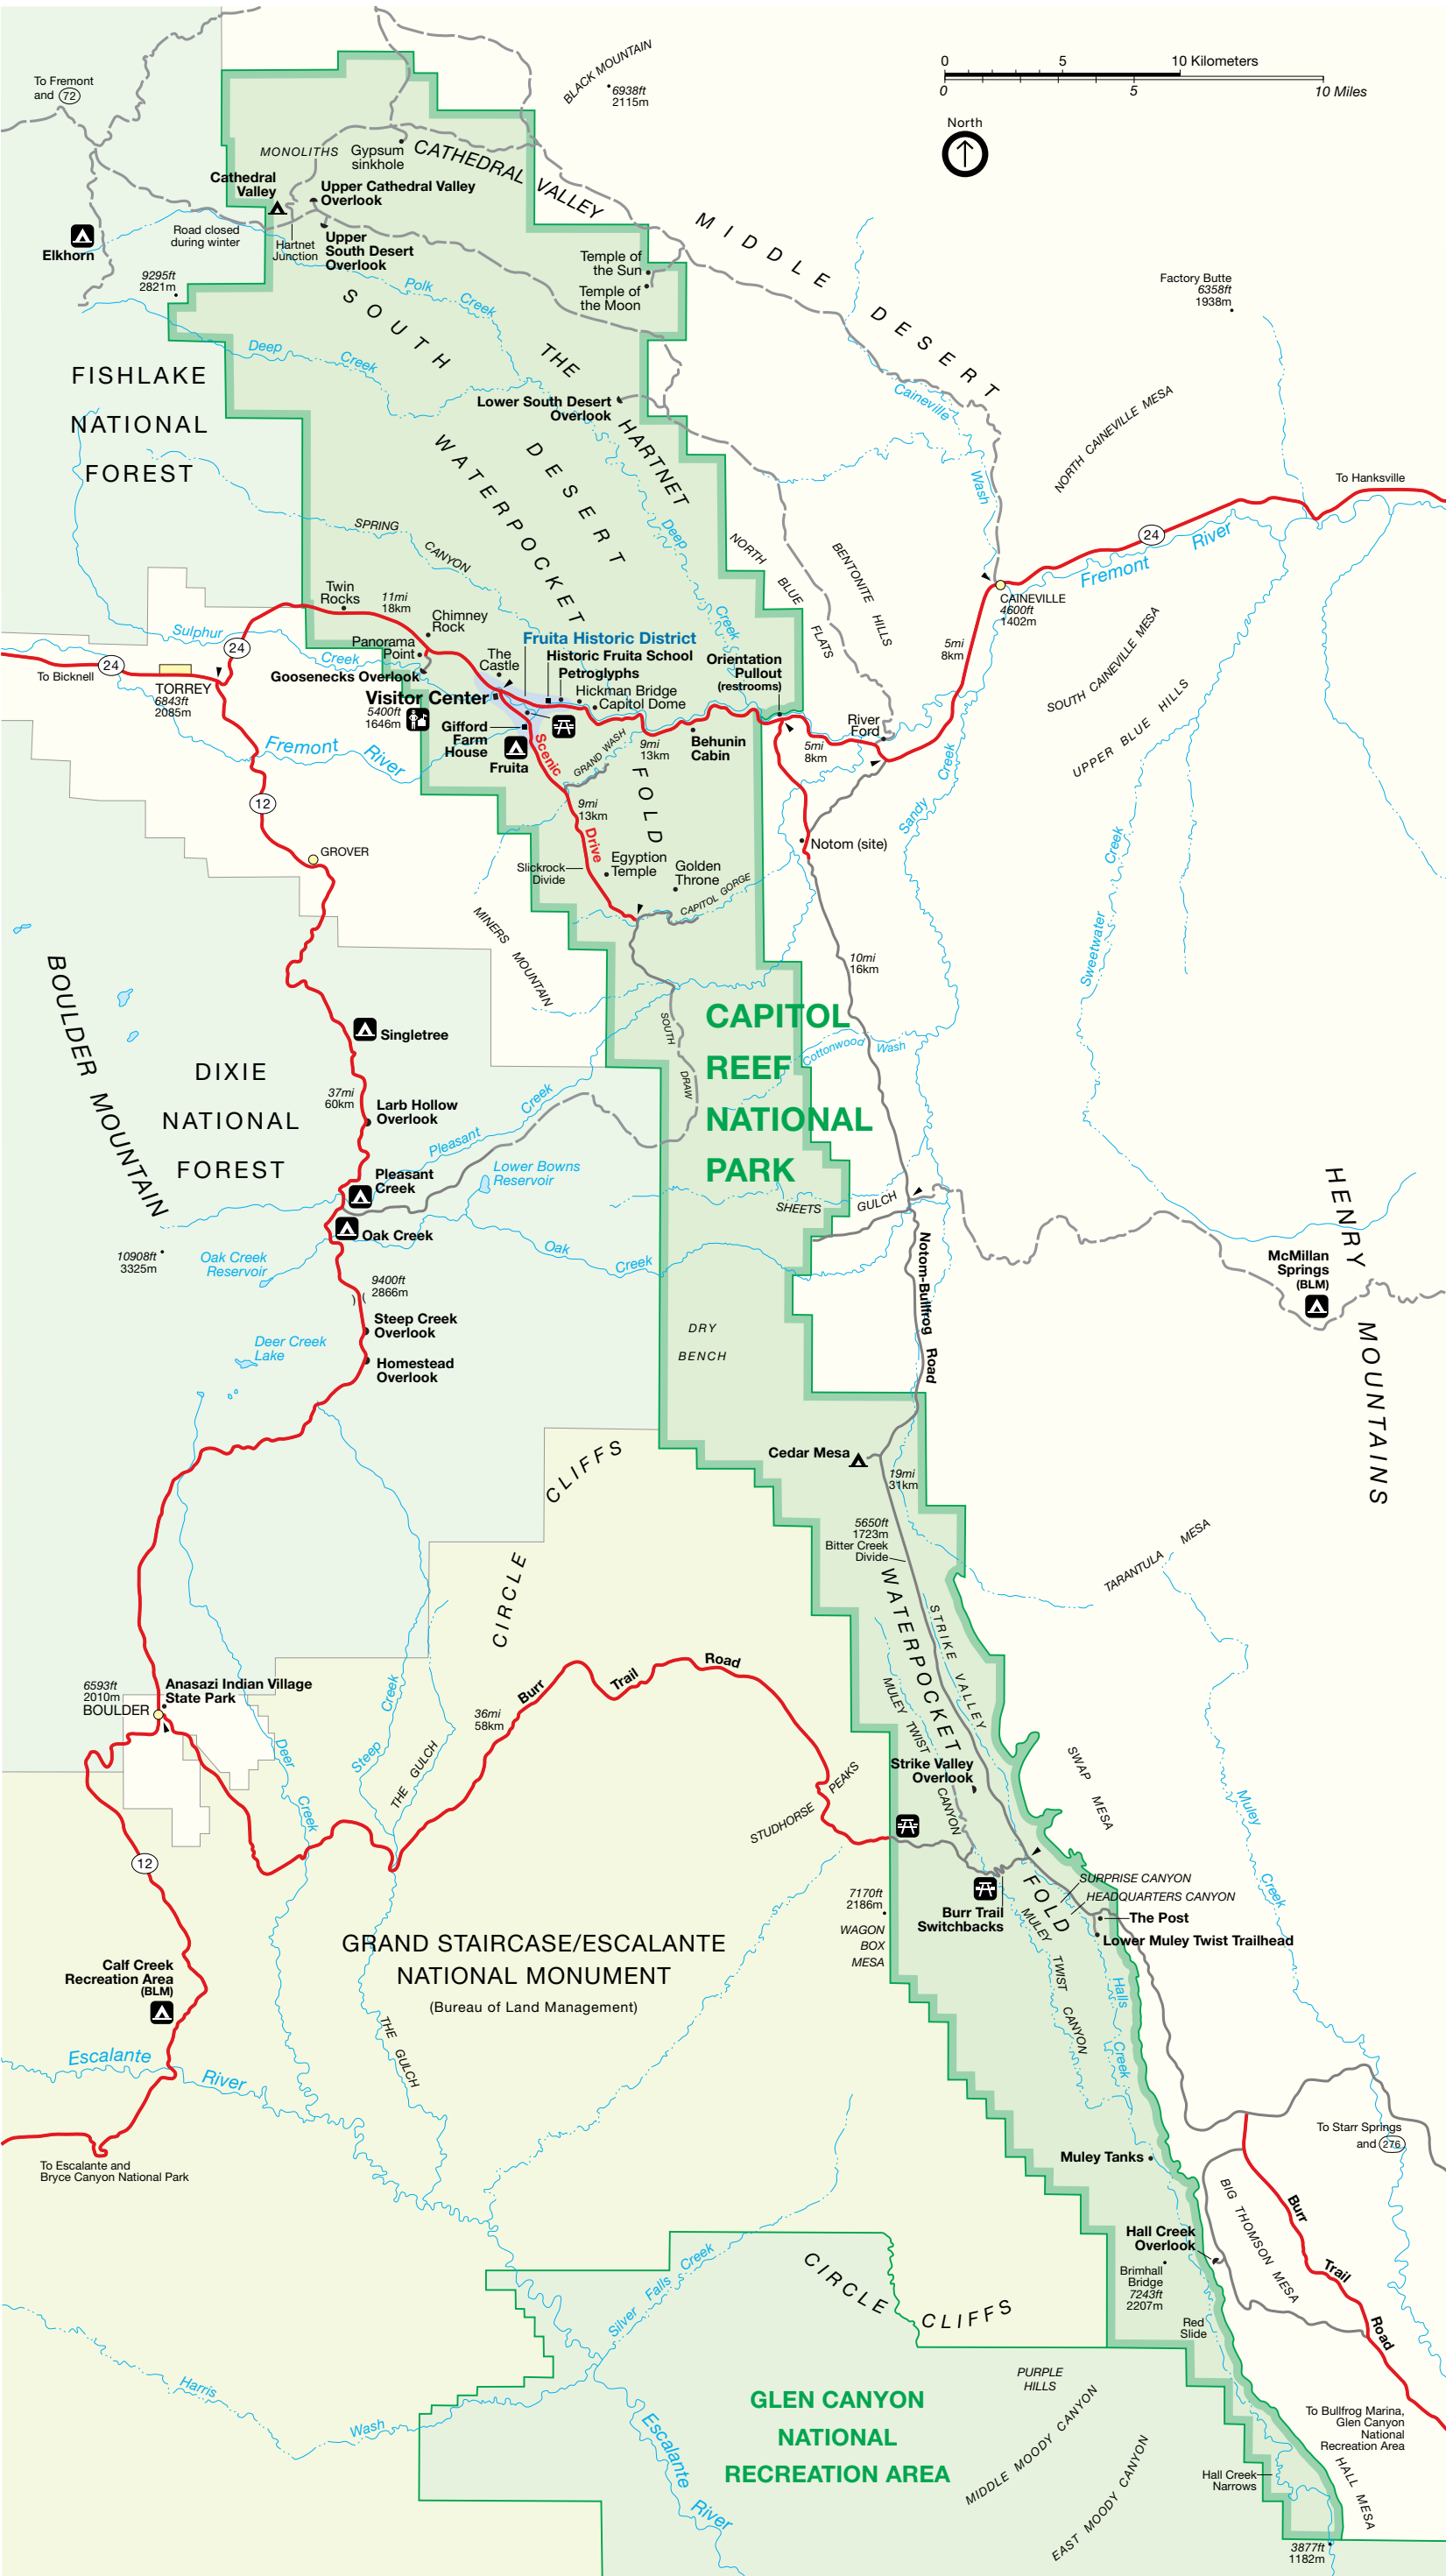 To Fremont
and 72
BLACK MOUNTAIN
6938ft
2115m
0 5 10 Kilometers
0 5 10 Miles
North
MONOLITHS
Gypsum
sinkhole
CATHEDRAL VALLEY
Cathedral
Valley
Upper Cathedral Valley
Overlook
Road closed
during winter
Hartnet
Junction
Upper
South Desert
Overlook
Elkhorn
9295ft
2821m
Temple of
the Sun
Temple of
the Moon
MIDDLE DESERT
Factory Butte
6358ft
1938m
Polk Creek
SOUTH DESERT
Deep Creek
THE HARTNET
Lower South Desert
Overlook
FISHLAKE
NATIONAL
FOREST
Caineville Wash
NORTH CAINEVILLE MESA
To Hanksville
WATERPOCKET FOLD
SPRING CANYON
Deep Creek
NORTH BLUE FLATS
BENTONITE HILLS
24
Fremont River
CAINEVILLE
4600ft
1402m
5mi
8km
SOUTH CAINEVILLE MESA
UPPER BLUE HILLS
Twin
Rocks
11mi
18km
Chimney
Rock
Panorama
Point
Sulphur Creek
24
24
To Bicknell
TORREY
6843ft
2085m
Goosenecks Overlook
The
Castle
Fruita Historic District
Historic Fruita School
Petroglyphs
Hickman Bridge
Capitol Dome
Orientation
Pullout
(restrooms)
Visitor Center
5400ft
1646m
Gifford
Farm
House
Fruita
Scenic Drive
GRAND WASH
9mi
13km
Behunin
Cabin
River
Ford
5mi
8km
Fremont River
12
GROVER
9mi
13km
Slickrock
Divide
Egyption
Temple
Golden
Throne
CAPITOL GORGE
Notom (site)
Sandy Creek
Sweetwater Creek
MINERS MOUNTAIN
10mi
16km
BOULDER MOUNTAIN
SOUTH DRAW
CAPITOL
REEF
NATIONAL
PARK
Cottonwood Wash
Singletree
DIXIE
NATIONAL
FOREST
37mi
60km
Larb Hollow
Overlook
Pleasant Creek
Lower Bowns
Reservoir
Pleasant
Creek
Oak Creek
10908ft
3325m
Oak Creek
Reservoir
Oak Creek
SHEETS GULCH
9400ft
2866m
Steep Creek
Overlook
Homestead
Overlook
Deer Creek
Lake
DRY
BENCH
Notom-Bullfrog Road
HENRY MOUNTAINS
McMillan
Springs
(BLM)
CIRCLE CLIFFS
Cedar Mesa
19mi
31km
5650ft
1723m
Bitter Creek
Divide
TARANTULA MESA
WATERPOCKET FOLD
STRIKE VALLEY
MULEY TWIST CANYON
6593ft
2010m
BOULDER
Anasazi Indian Village
State Park
Deer Creek
Steep Creek
THE GULCH
36mi
58km
Burr Trail Road
STUDHORSE PEAKS
Strike Valley
Overlook
SWAP MESA
Muley Creek
12
SURPRISE CANYON
HEADQUARTERS CANYON
Burr Trail
Switchbacks
The Post
Lower Muley Twist Trailhead
7170ft
2186m
WAGON
BOX
MESA
MULEY TWIST CANYON
Halls Creek
GRAND STAIRCASE/ESCALANTE
NATIONAL MONUMENT
(Bureau of Land Management)
Calf Creek
Recreation Area
(BLM)
THE GULCH
Escalante River
To Escalante and
Bryce Canyon National Park
To Starr Springs
and 276
Muley Tanks
BIG THOMSON MESA
Burr Trail Road
Hall Creek
Overlook
Brimhall
Bridge
7243ft
2207m
Red
Slide
Silver Falls Creek
CIRCLE CLIFFS
Harris Wash
Escalante River
GLEN CANYON
NATIONAL
RECREATION AREA
PURPLE
HILLS
MIDDLE MOODY CANYON
EAST MOODY CANYON
To Bullfrog Marina,
Glen Canyon
National
Recreation Area
HALL MESA
Hall Creek
Narrows
3877ft
1182m